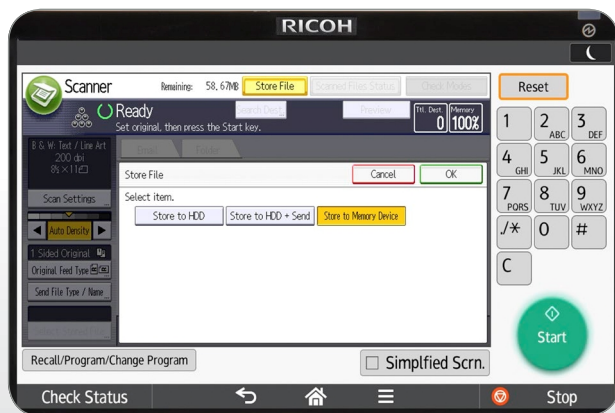 RICOH
Scanner
Remaining: 58.67MB
Store File
Scanned Files Status
Check Modes
Reset
Ready
Search Dest.
Preview
Ttl. Dest.
0
Memory
100%
Set original, then press the Start key.
B & W: Text / Line Art
200 dpi
8½×11
Email
Folder
Scan Settings
Auto Density
1 Sided Original
Original Feed Type
Send File Type / Name
Store File
Cancel
OK
Select item.
Store to HDD
Store to HDD + Send
Store to Memory Device
1
2 ABC
3 DEF
4 GHI
5 JKL
6 MNO
7 PQRS
8 TUV
9 WXYZ
./*
0
#
C
Start
Recall/Program/Change Program
Simplfied Scrn.
Check Status
Stop